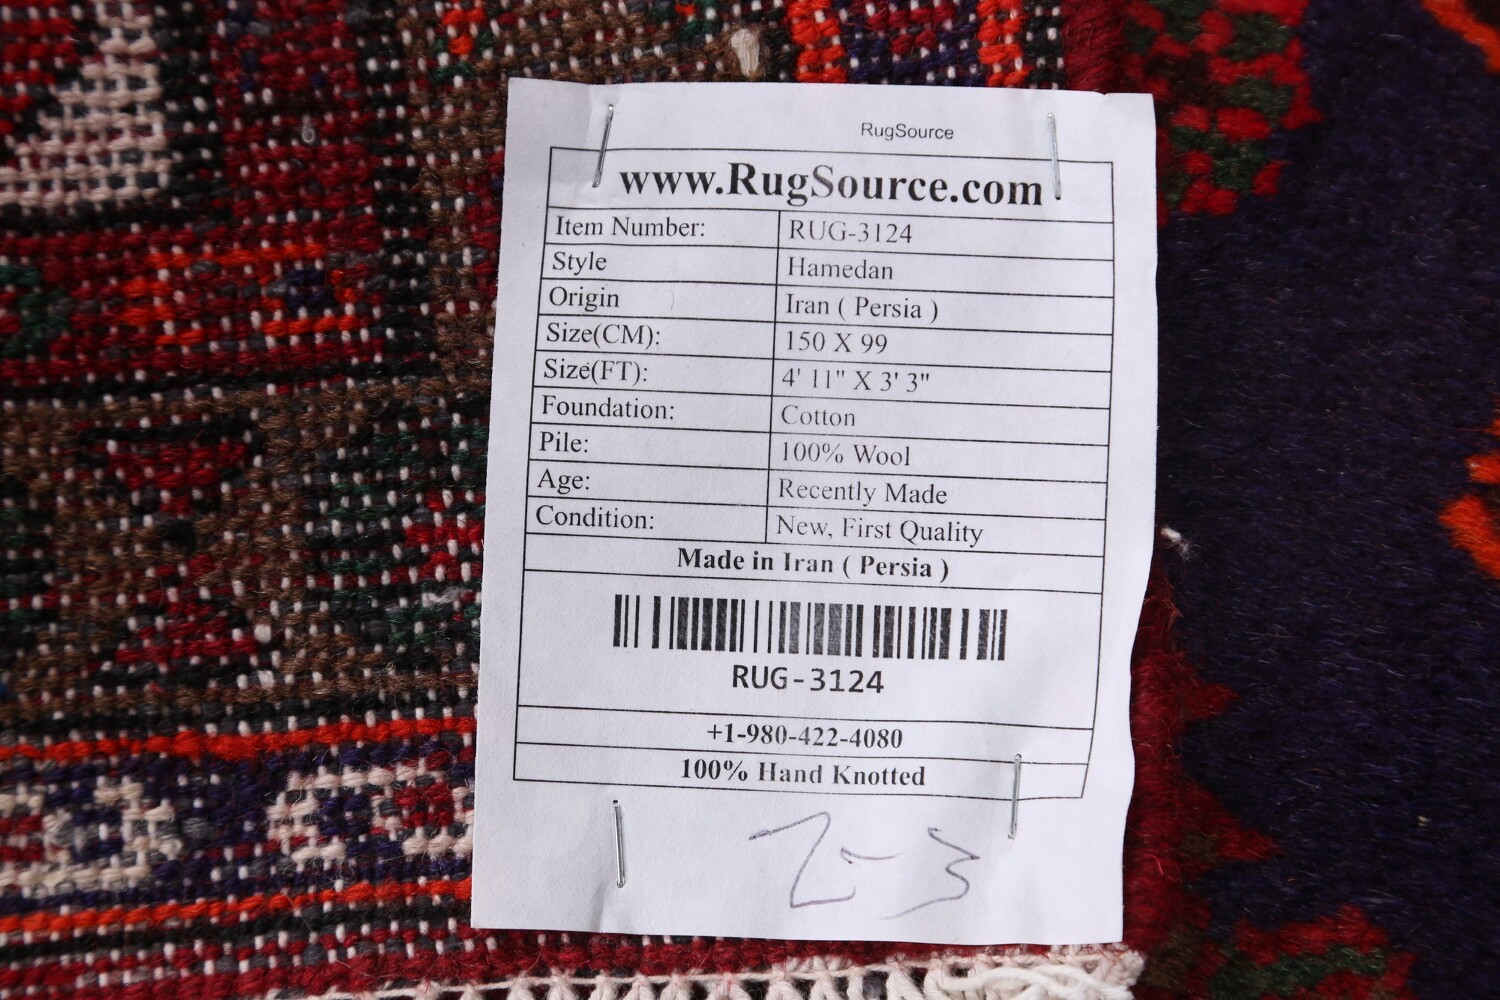 RugSource
www.RugSource.com
Item Number: RUG-3124
Style Hamedan
Origin Iran ( Persia )
Size(CM): 150 X 99
Size(FT): 4' 11" X 3' 3"
Foundation: Cotton
Pile: 100% Wool
Age: Recently Made
Condition: New, First Quality
Made in Iran ( Persia )
RUG-3124
+1-980-422-4080
100% Hand Knotted
2-3